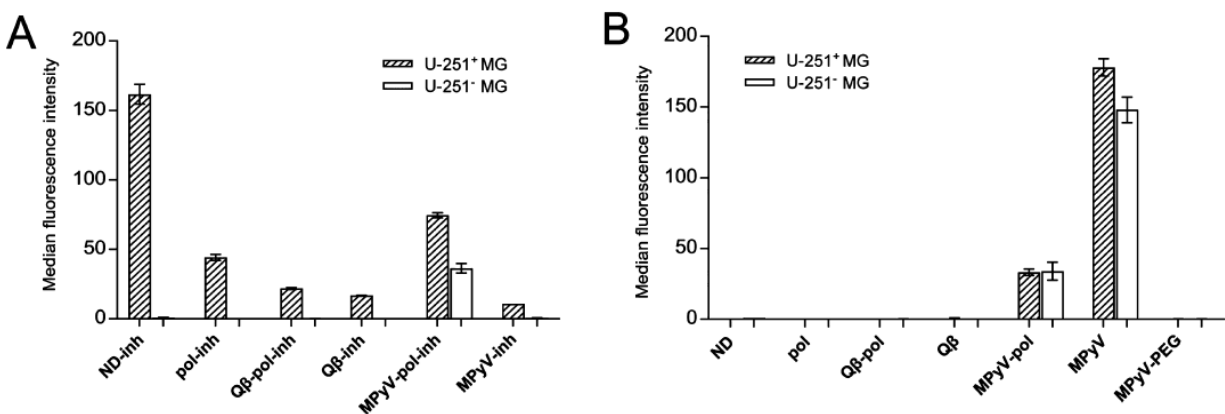 A
Median fluorescence intensity
200
150
100
50
0
U-251⁺ MG
U-251⁻ MG
ND-inh
pol-inh
Qβ-pol-inh
Qβ-inh
MPyV-pol-inh
MPyV-inh
B
Median fluorescence intensity
200
150
100
50
0
U-251⁺ MG
U-251⁻ MG
ND
pol
Qβ-pol
Qβ
MPyV-pol
MPyV
MPyV-PEG